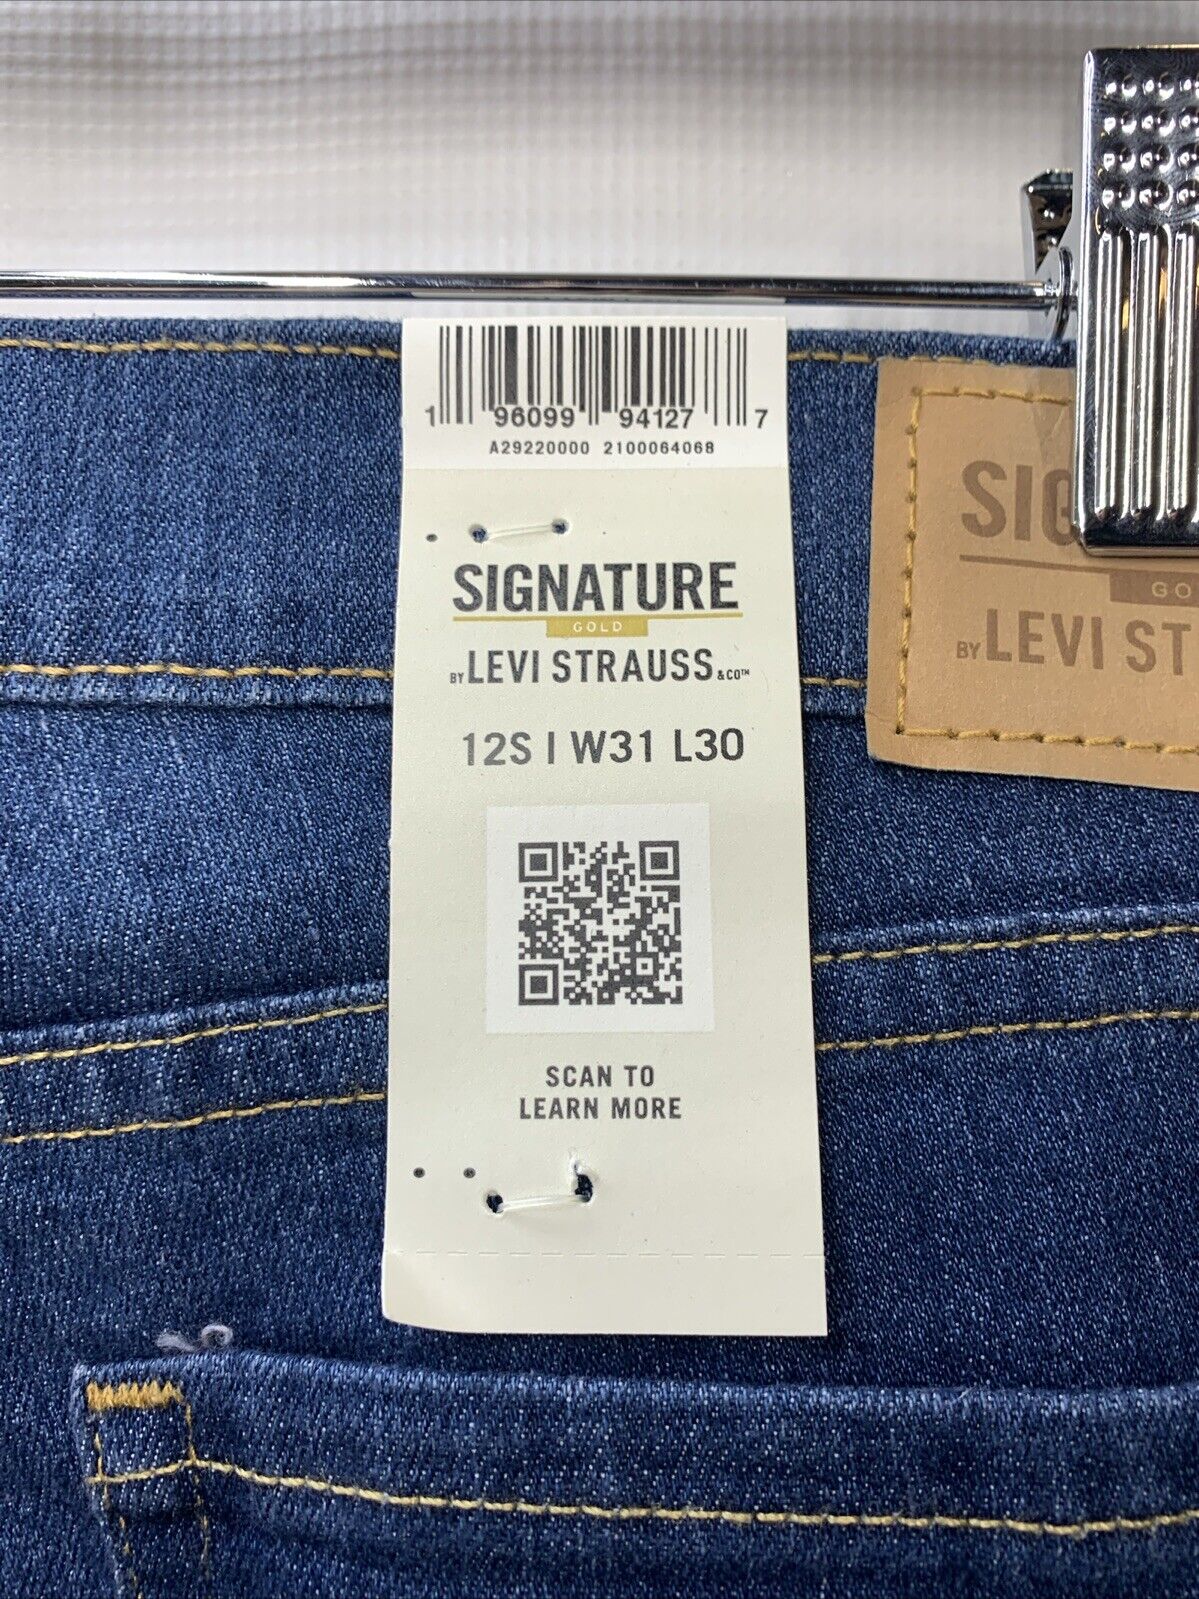 1 96099 94127 7
A29220000 2100064068
SIGNATURE
GOLD
BY LEVI STRAUSS & CO™
12S | W31 L30
SCAN TO
LEARN MORE
SIG
GO
BY LEVI ST